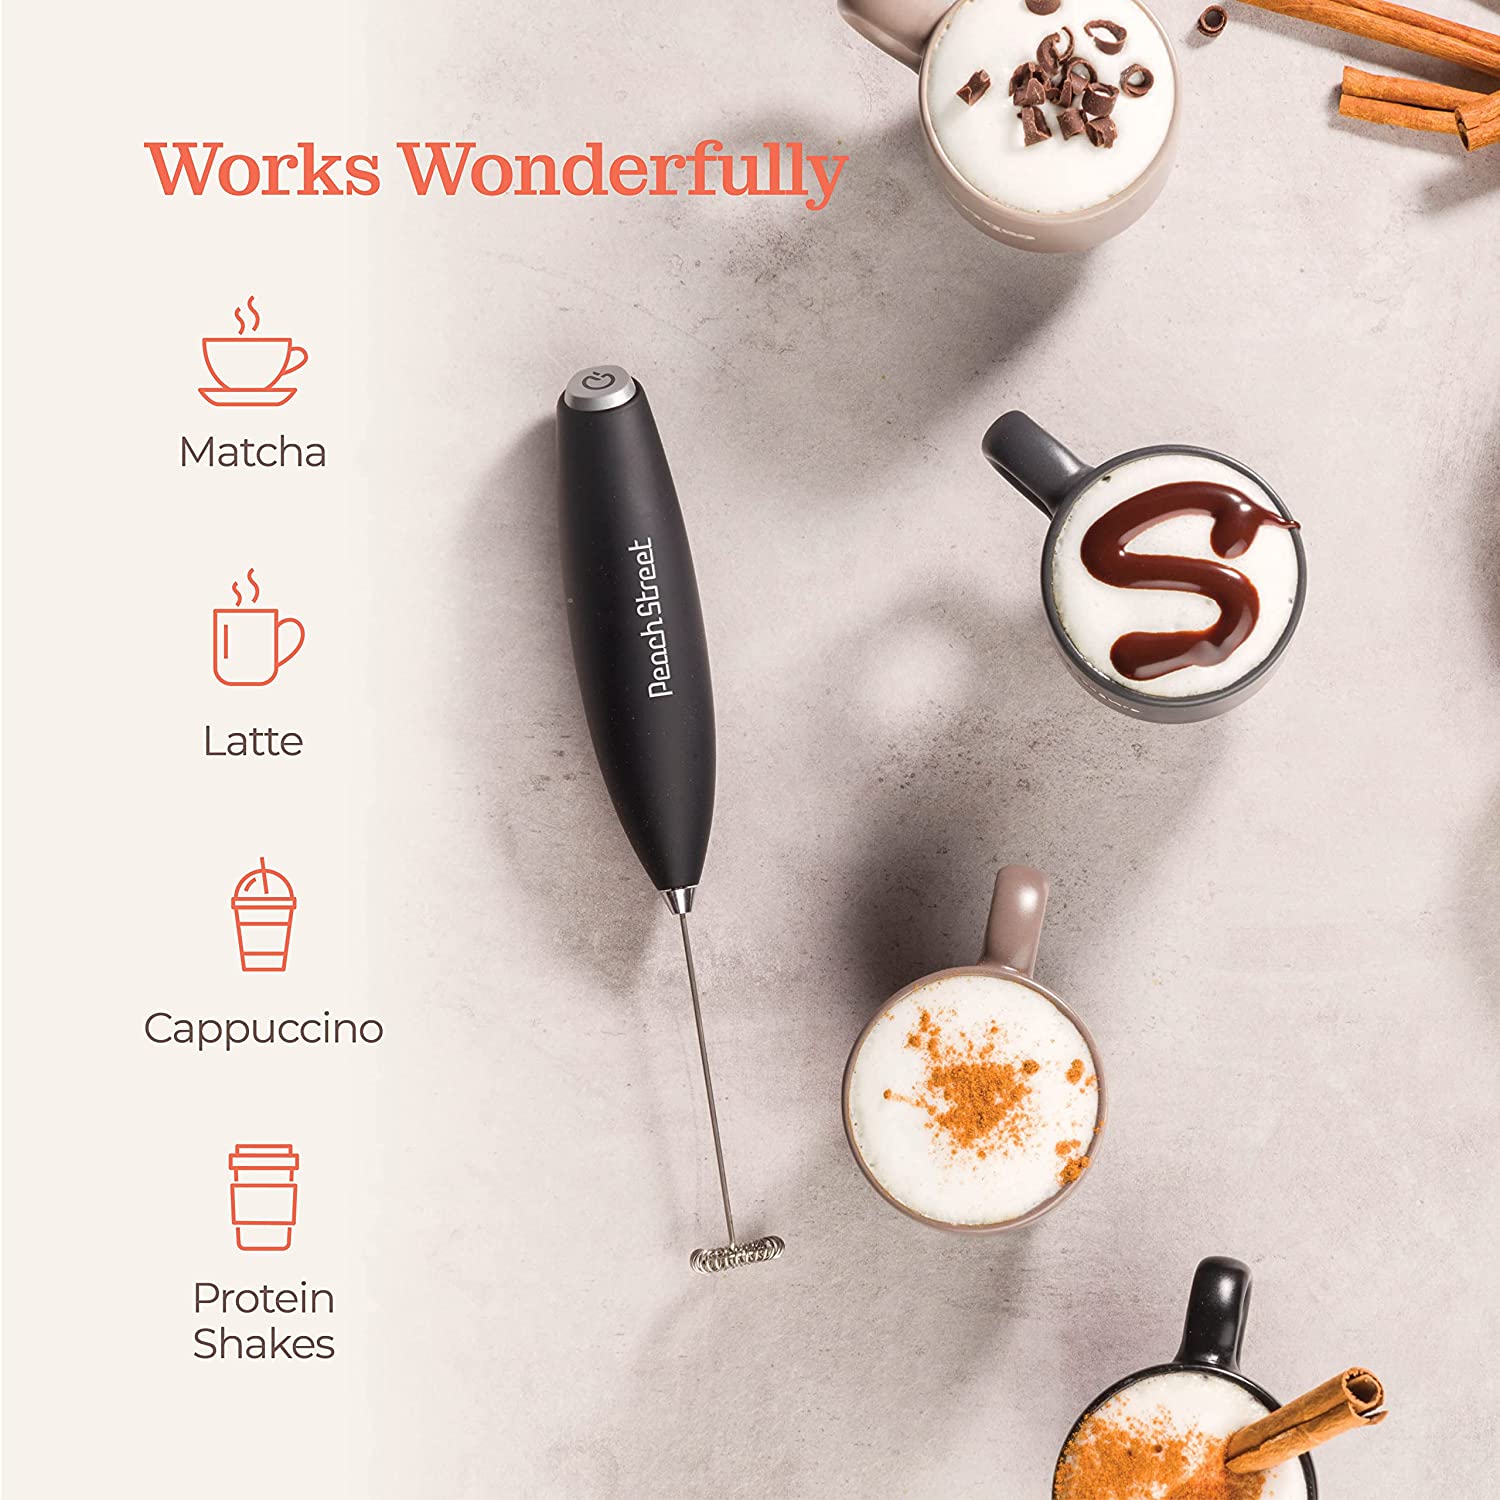 Works Wonderfully
Matcha
Latte
Cappuccino
Protein
Shakes
Peach Street
S